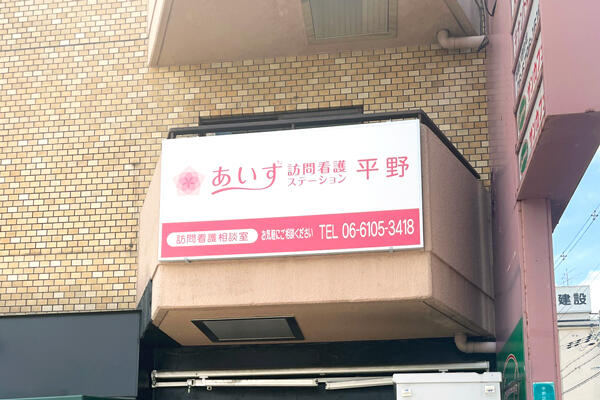 あいず 訪問看護ステーション 平野
訪問看護相談室 お気軽にご相談ください TEL 06-6105-3418
建設